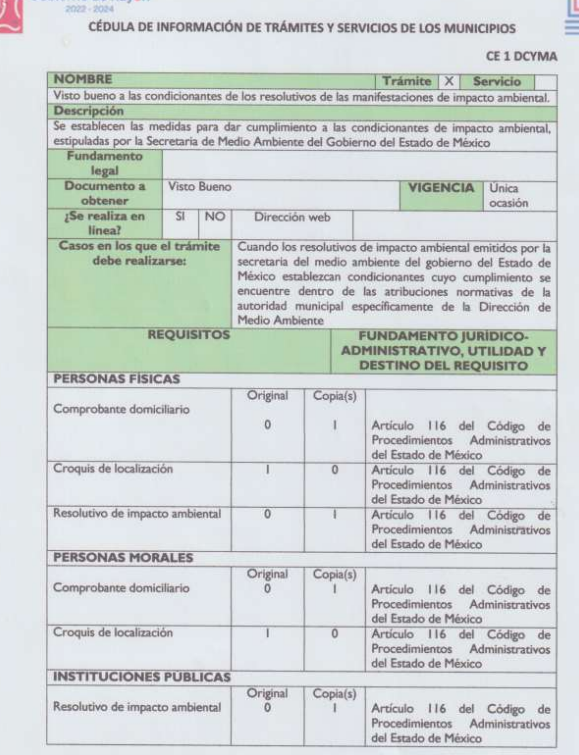 2022 - 2024
CÉDULA DE INFORMACIÓN DE TRÁMITES Y SERVICIOS DE LOS MUNICIPIOS
CE 1 DCYMA
NOMBRE Trámite X Servicio
Visto bueno a las condicionantes de los resolutivos de las manifestaciones de impacto ambiental.
Descripción
Se establecen las medidas para dar cumplimiento a las condicionantes de impacto ambiental,
estipuladas por la Secretaria de Medio Ambiente del Gobierno del Estado de México
Fundamento
legal
Documento a
obtener
Visto Bueno
VIGENCIA
Única
ocasión
¿Se realiza en
línea?
SI NO Dirección web
Casos en los que el trámite
debe realizarse:
Cuando los resolutivos de impacto ambiental emitidos por la
secretaria del medio ambiente del gobierno del Estado de
México establezcan condicionantes cuyo cumplimiento se
encuentre dentro de las atribuciones normativas de la
autoridad municipal específicamente de la Dirección de
Medio Ambiente
REQUISITOS
FUNDAMENTO JURÍDICO-
ADMINISTRATIVO, UTILIDAD Y
DESTINO DEL REQUISITO
PERSONAS FÍSICAS
Original Copia(s)
Comprobante domiciliario
0 1 Artículo 116 del Código de
Procedimientos Administrativos
del Estado de México
Croquis de localización 1 0 Artículo 116 del Código de
Procedimientos Administrativos
del Estado de México
Resolutivo de impacto ambiental 0 1 Artículo 116 del Código de
Procedimientos Administrativos
del Estado de México
PERSONAS MORALES
Original Copia(s)
Comprobante domiciliario 0 1 Artículo 116 del Código de
Procedimientos Administrativos
del Estado de México
Croquis de localización 1 0 Artículo 116 del Código de
Procedimientos Administrativos
del Estado de México
INSTITUCIONES PÚBLICAS
Original Copia(s)
Resolutivo de impacto ambiental 0 1 Artículo 116 del Código de
Procedimientos Administrativos
del Estado de México